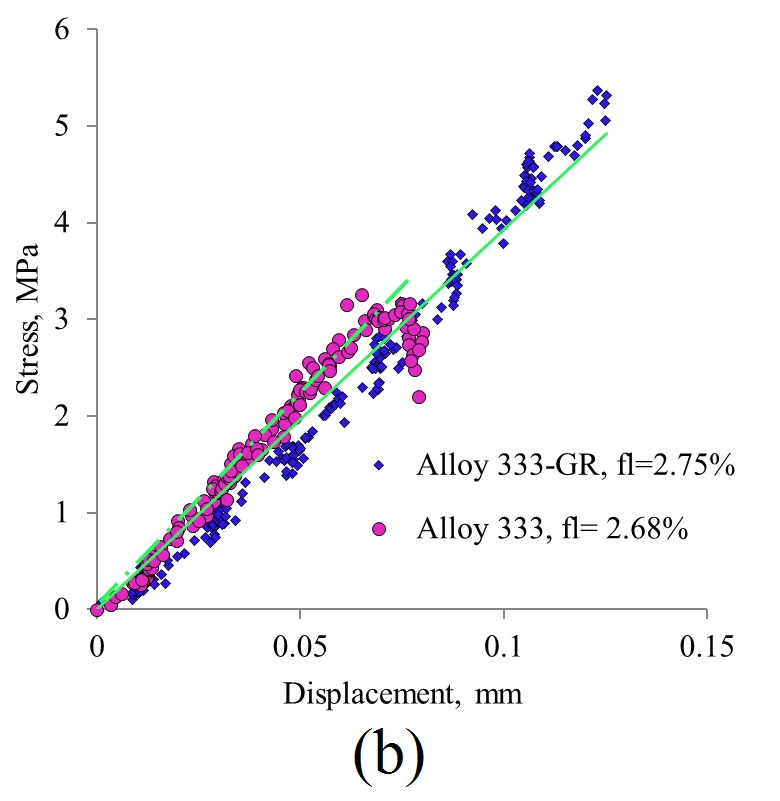 6
5
4
3
2
1
0
Stress, MPa
Alloy 333-GR, fl=2.75%
Alloy 333, fl= 2.68%
0 0.05 0.1 0.15
Displacement, mm
(b)